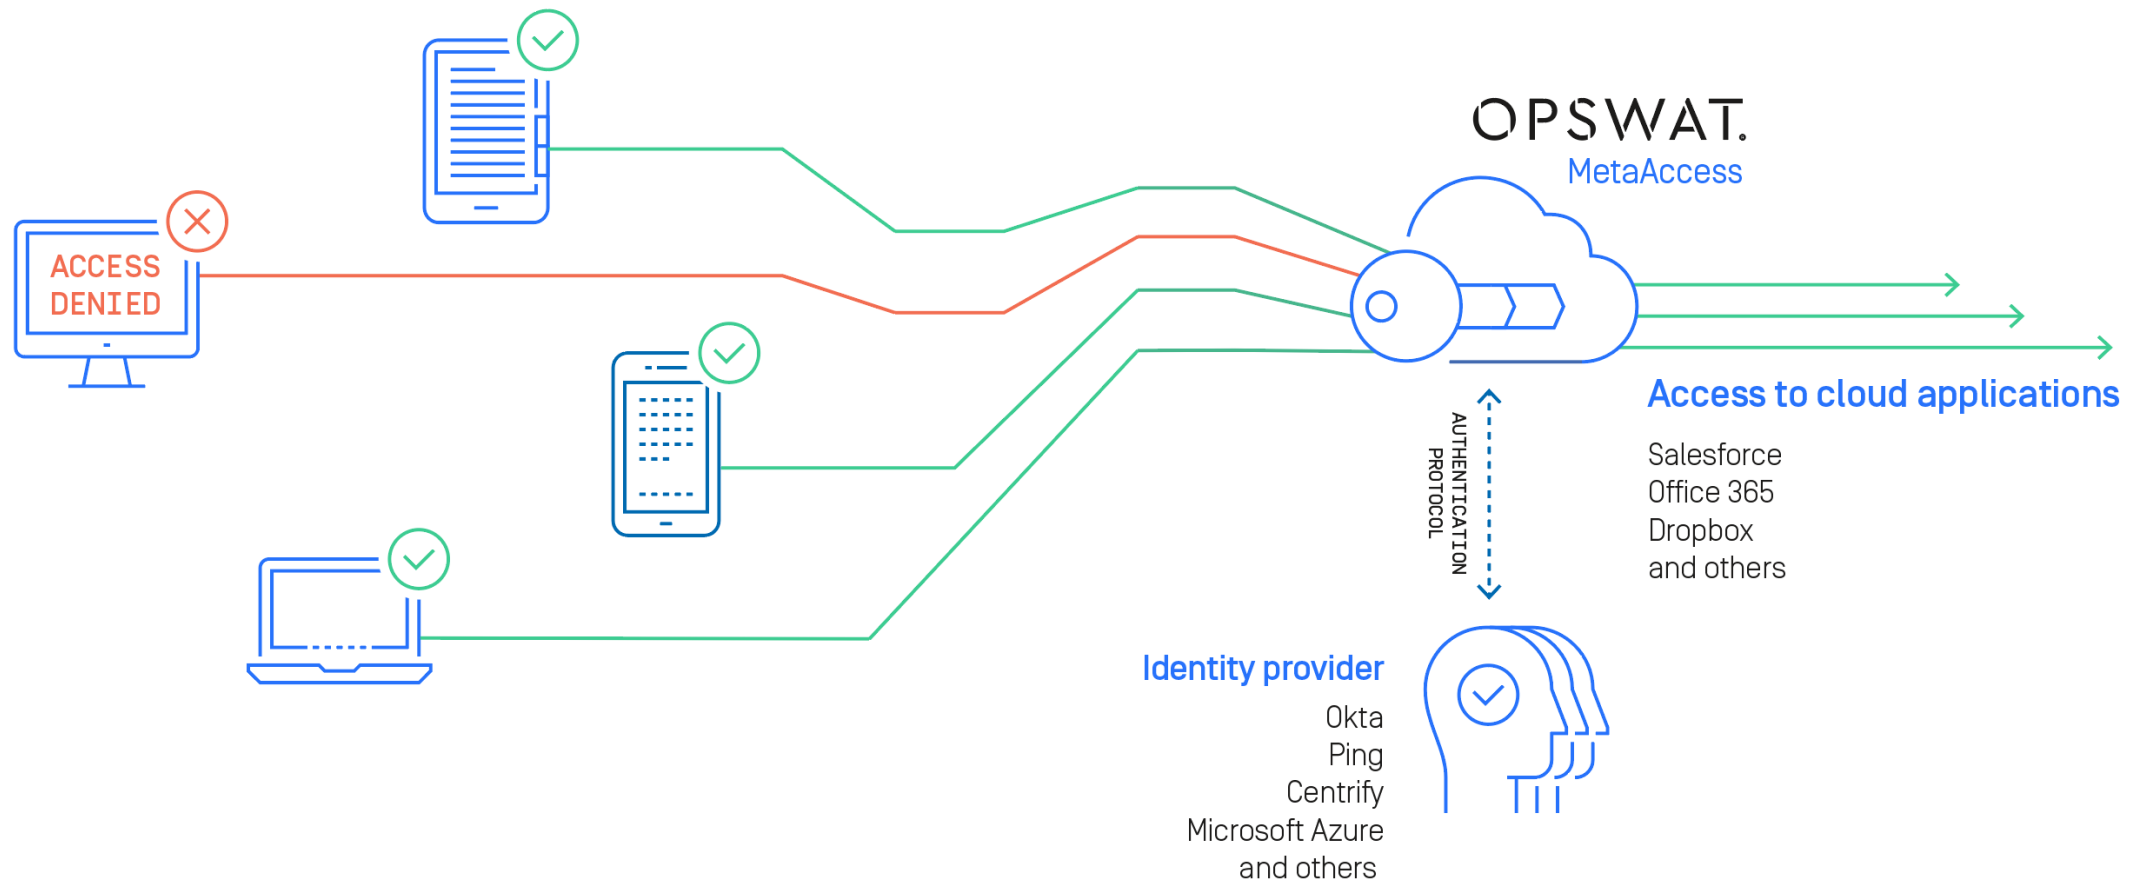 OPSWAT.
MetaAccess
ACCESS
DENIED
Access to cloud applications
Salesforce
Office 365
Dropbox
and others
AUTHENTICATION
PROTOCOL
Identity provider
Okta
Ping
Centrify
Microsoft Azure
and others